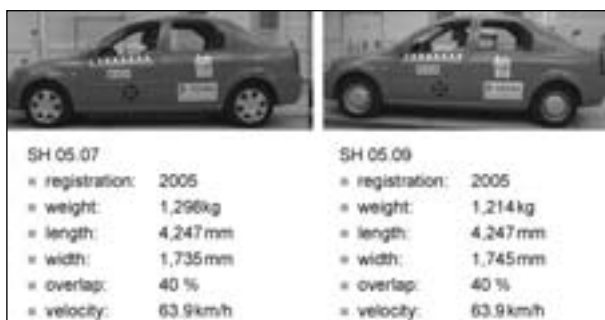 SH 05.07
▪ registration: 2005
▪ weight: 1,298kg
▪ length: 4,247mm
▪ width: 1,735mm
▪ overlap: 40 %
▪ velocity: 63.9km/h
SH 05.09
▪ registration: 2005
▪ weight: 1,214kg
▪ length: 4,247mm
▪ width: 1,745mm
▪ overlap: 40 %
▪ velocity: 63.9km/h